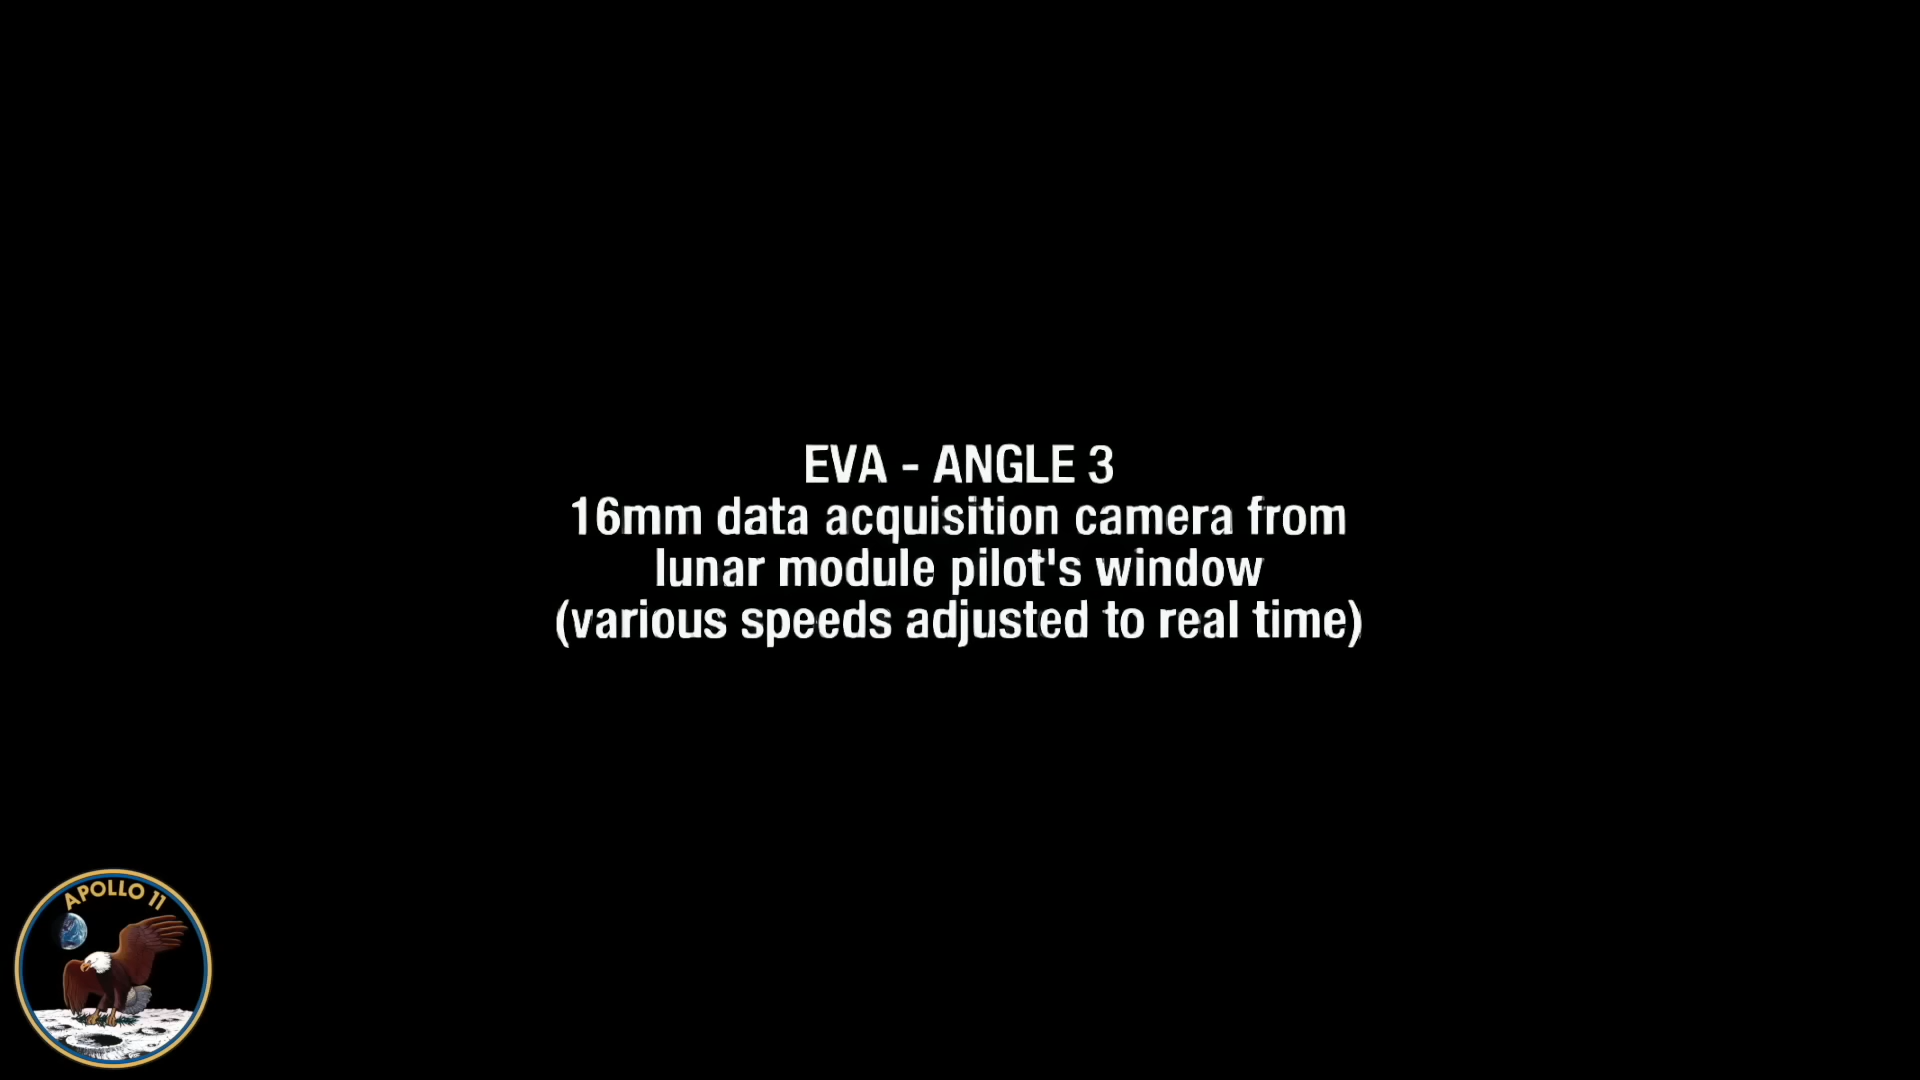 EVA - ANGLE 3
16mm data acquisition camera from
lunar module pilot's window
(various speeds adjusted to real time)
APOLLO 11